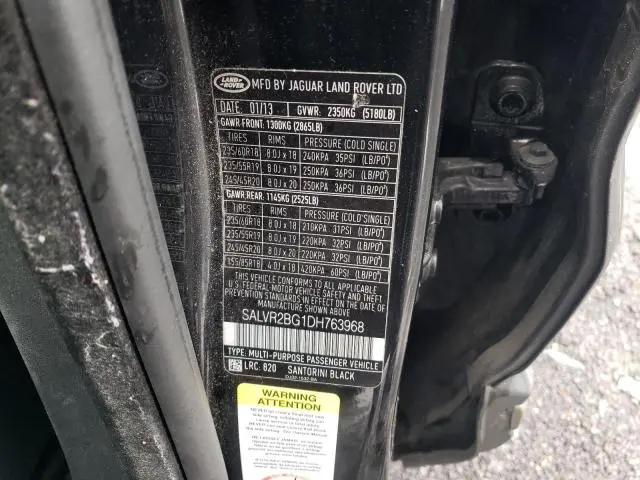 LAND ROVER
MFD BY JAGUAR LAND ROVER LTD
DATE: 01/13 GVWR: 2350KG (5180LB)
GAWR FRONT: 1300KG (2865LB)
TIRES RIMS PRESSURE (COLD SINGLE)
235/60R18 8.0J x 18 240KPA 35PSI (LB/PO²)
235/55R19 8.0J x 19 250KPA 36PSI (LB/PO²)
245/45R20 8.0J x 20 250KPA 36PSI (LB/PO²)
GAWR REAR: 1145KG (2525LB)
TIRES RIMS PRESSURE (COLD SINGLE)
235/60R18 8.0J x 18 210KPA 31PSI (LB/PO²)
235/55R19 8.0J x 19 220KPA 32PSI (LB/PO²)
245/45R20 8.0J x 20 220KPA 32PSI (LB/PO²)
155/85R18 4.0J x 18 420KPA 60PSI (LB/PO²)
THIS VEHICLE CONFORMS TO ALL APPLICABLE
U.S. FEDERAL MOTOR VEHICLE SAFETY, BUMPER
AND THEFT PREVENTION STANDARDS IN EFFECT
ON THE DATE OF MANUFACTURE SHOWN ABOVE.
SALVR2BG1DH763968
TYPE: MULTI-PURPOSE PASSENGER VEHICLE
LRC: 820 SANTORINI BLACK
WARNING
ATTENTION